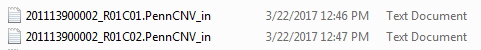 201113900002_R01C01.PennCNV_in 3/22/2017 12:46 PM Text Document
201113900002_R01C02.PennCNV_in 3/22/2017 12:47 PM Text Document